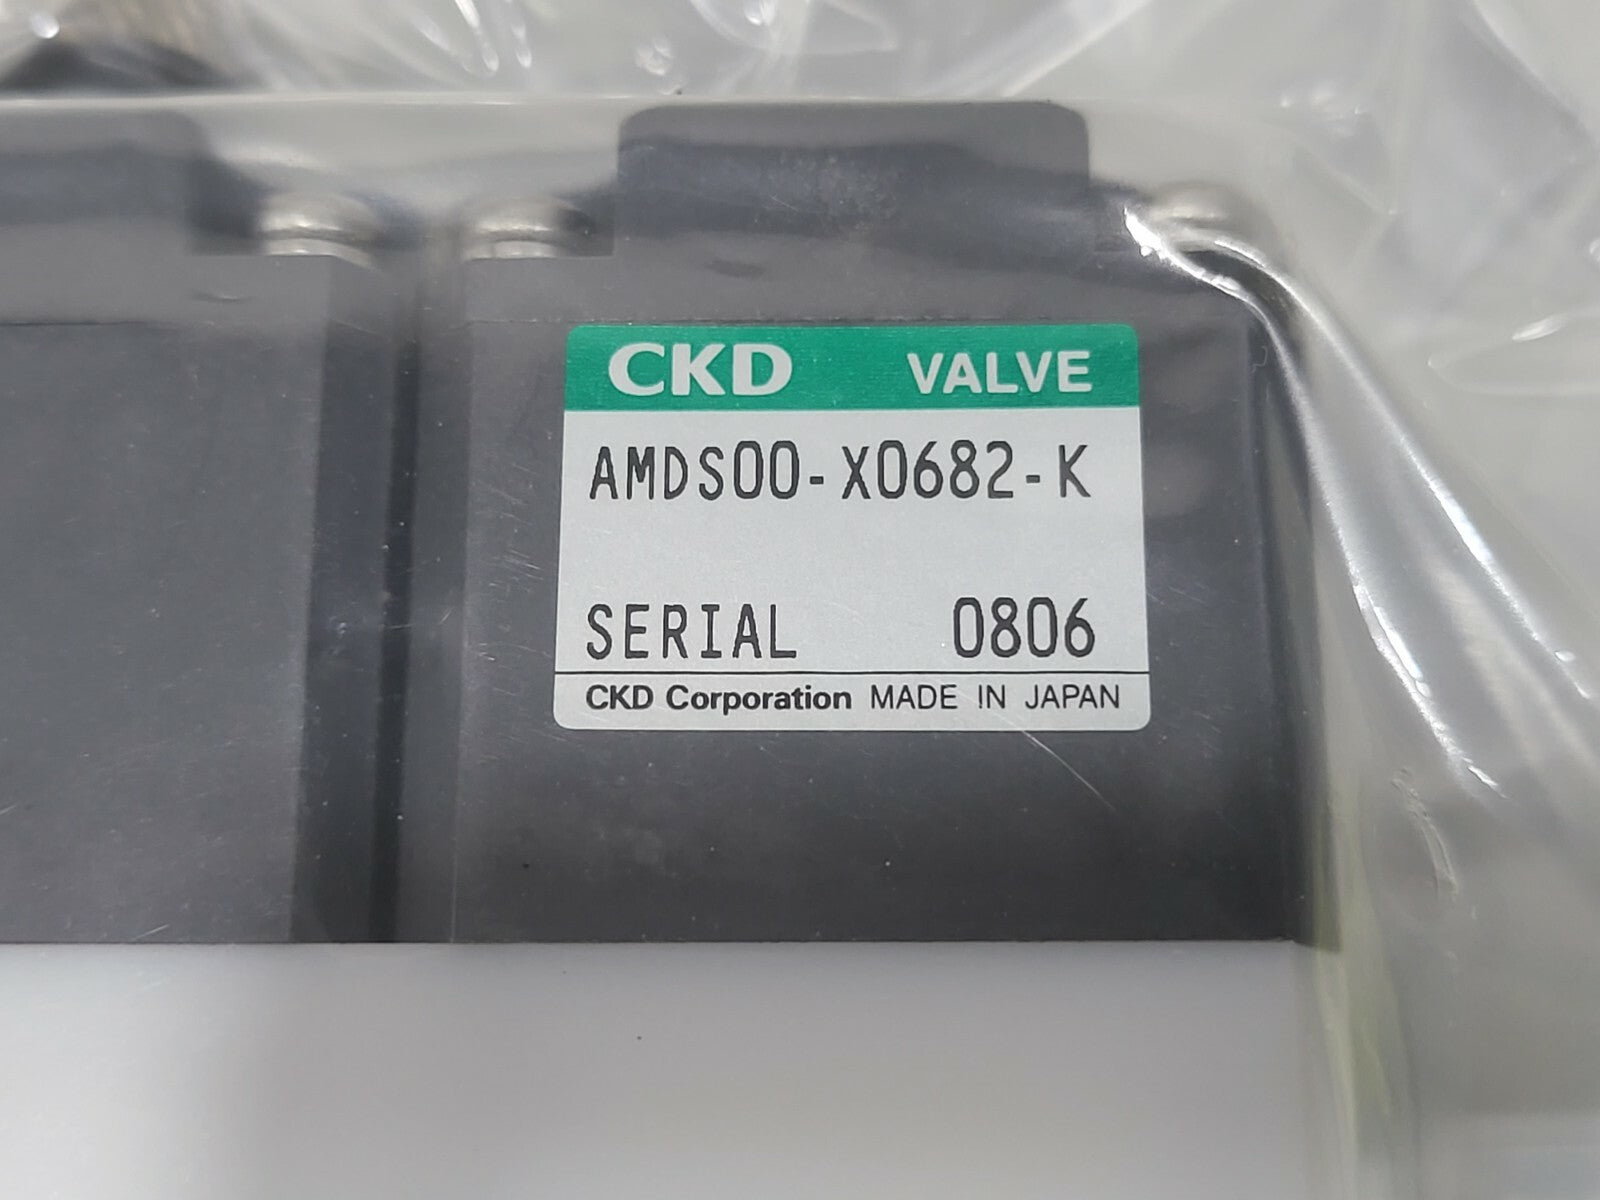 CKD VALVE
AMDS00-X0682-K
SERIAL 0806
CKD Corporation MADE IN JAPAN